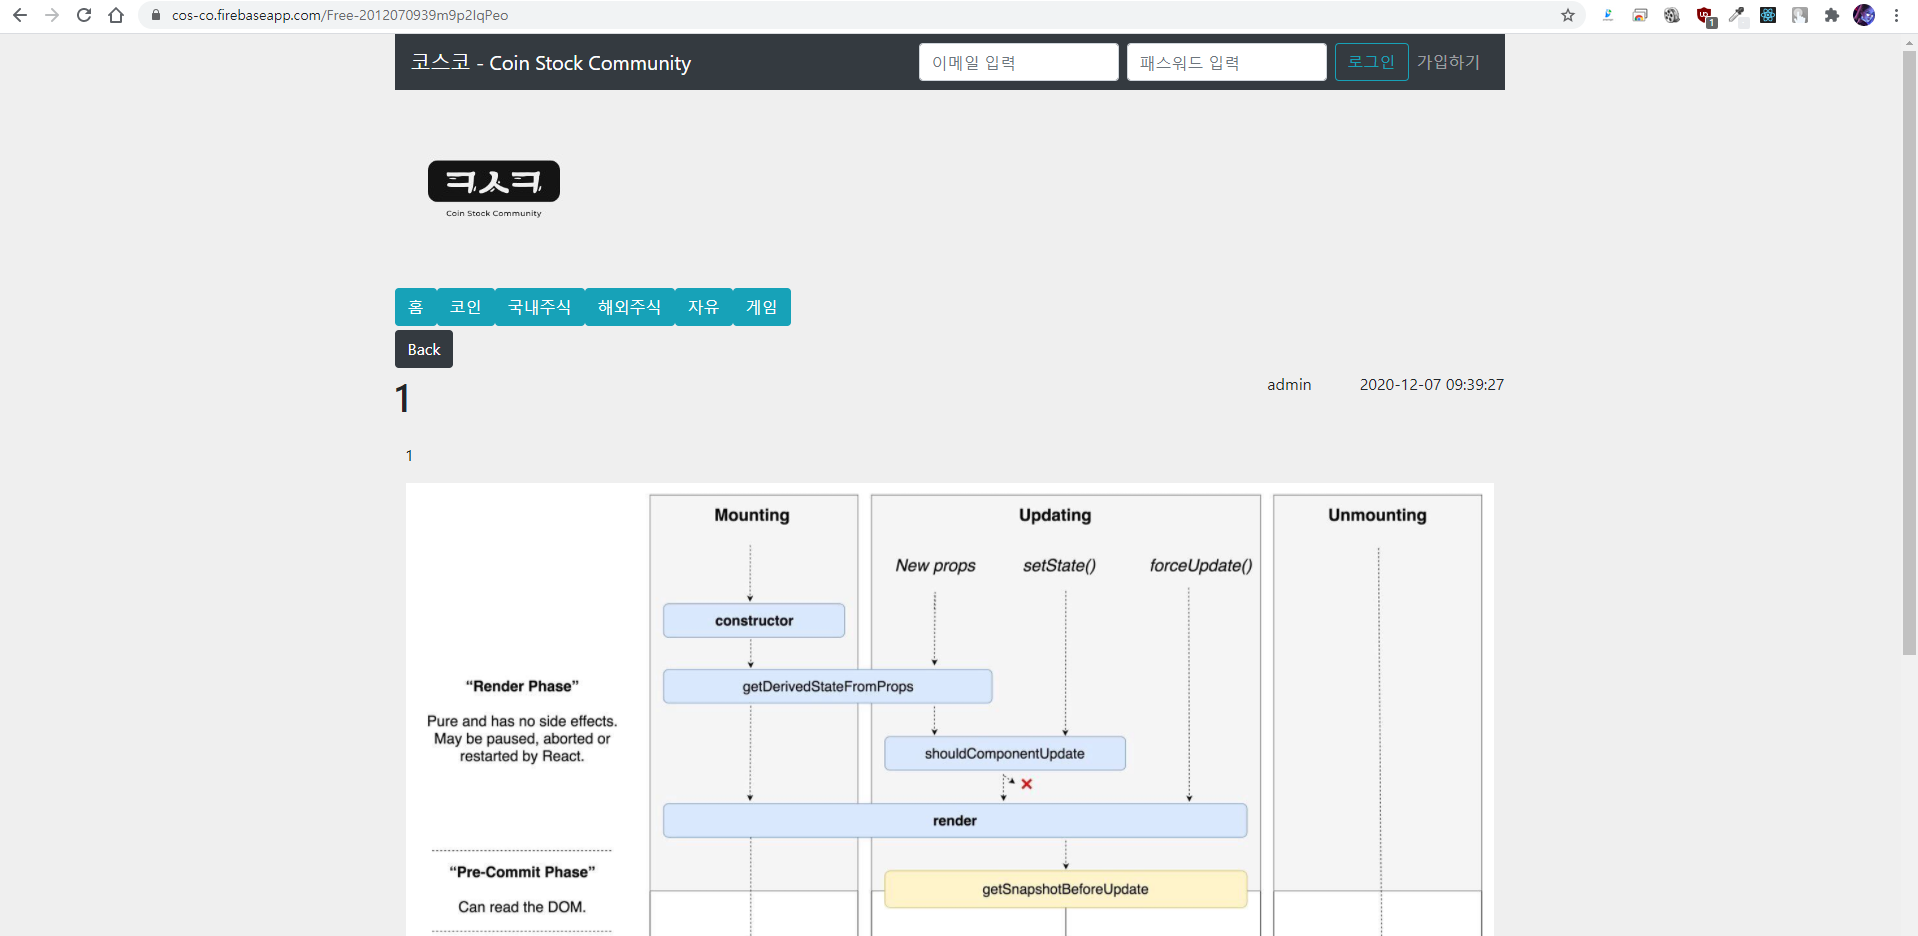 cos-co.firebaseapp.com/Free-2012070939m9p2IqPeo
1
코스코 - Coin Stock Community
이메일 입력
패스워드 입력
로그인
가입하기
코스코
Coin Stock Community
홈
코인
국내주식
해외주식
자유
게임
Back
1
admin
2020-12-07 09:39:27
1
Mounting
Updating
Unmounting
New props
setState()
forceUpdate()
constructor
getDerivedStateFromProps
“Render Phase”
Pure and has no side effects.
May be paused, aborted or
restarted by React.
shouldComponentUpdate
render
“Pre-Commit Phase”
Can read the DOM.
getSnapshotBeforeUpdate